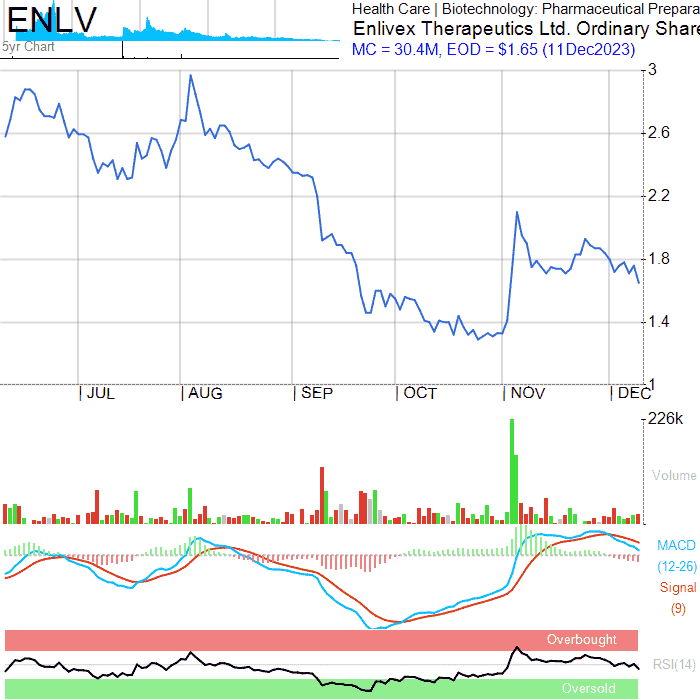 ENLV
5yr Chart
Health Care | Biotechnology: Pharmaceutical Prepara
Enlivex Therapeutics Ltd. Ordinary Share
MC = 30.4M, EOD = $1.65 (11Dec2023)
3
2.6
2.2
1.8
1.4
1
JUL
AUG
SEP
OCT
NOV
DEC
226k
Volume
MACD
(12-26)
Signal
(9)
Overbought
RSI(14)
Oversold